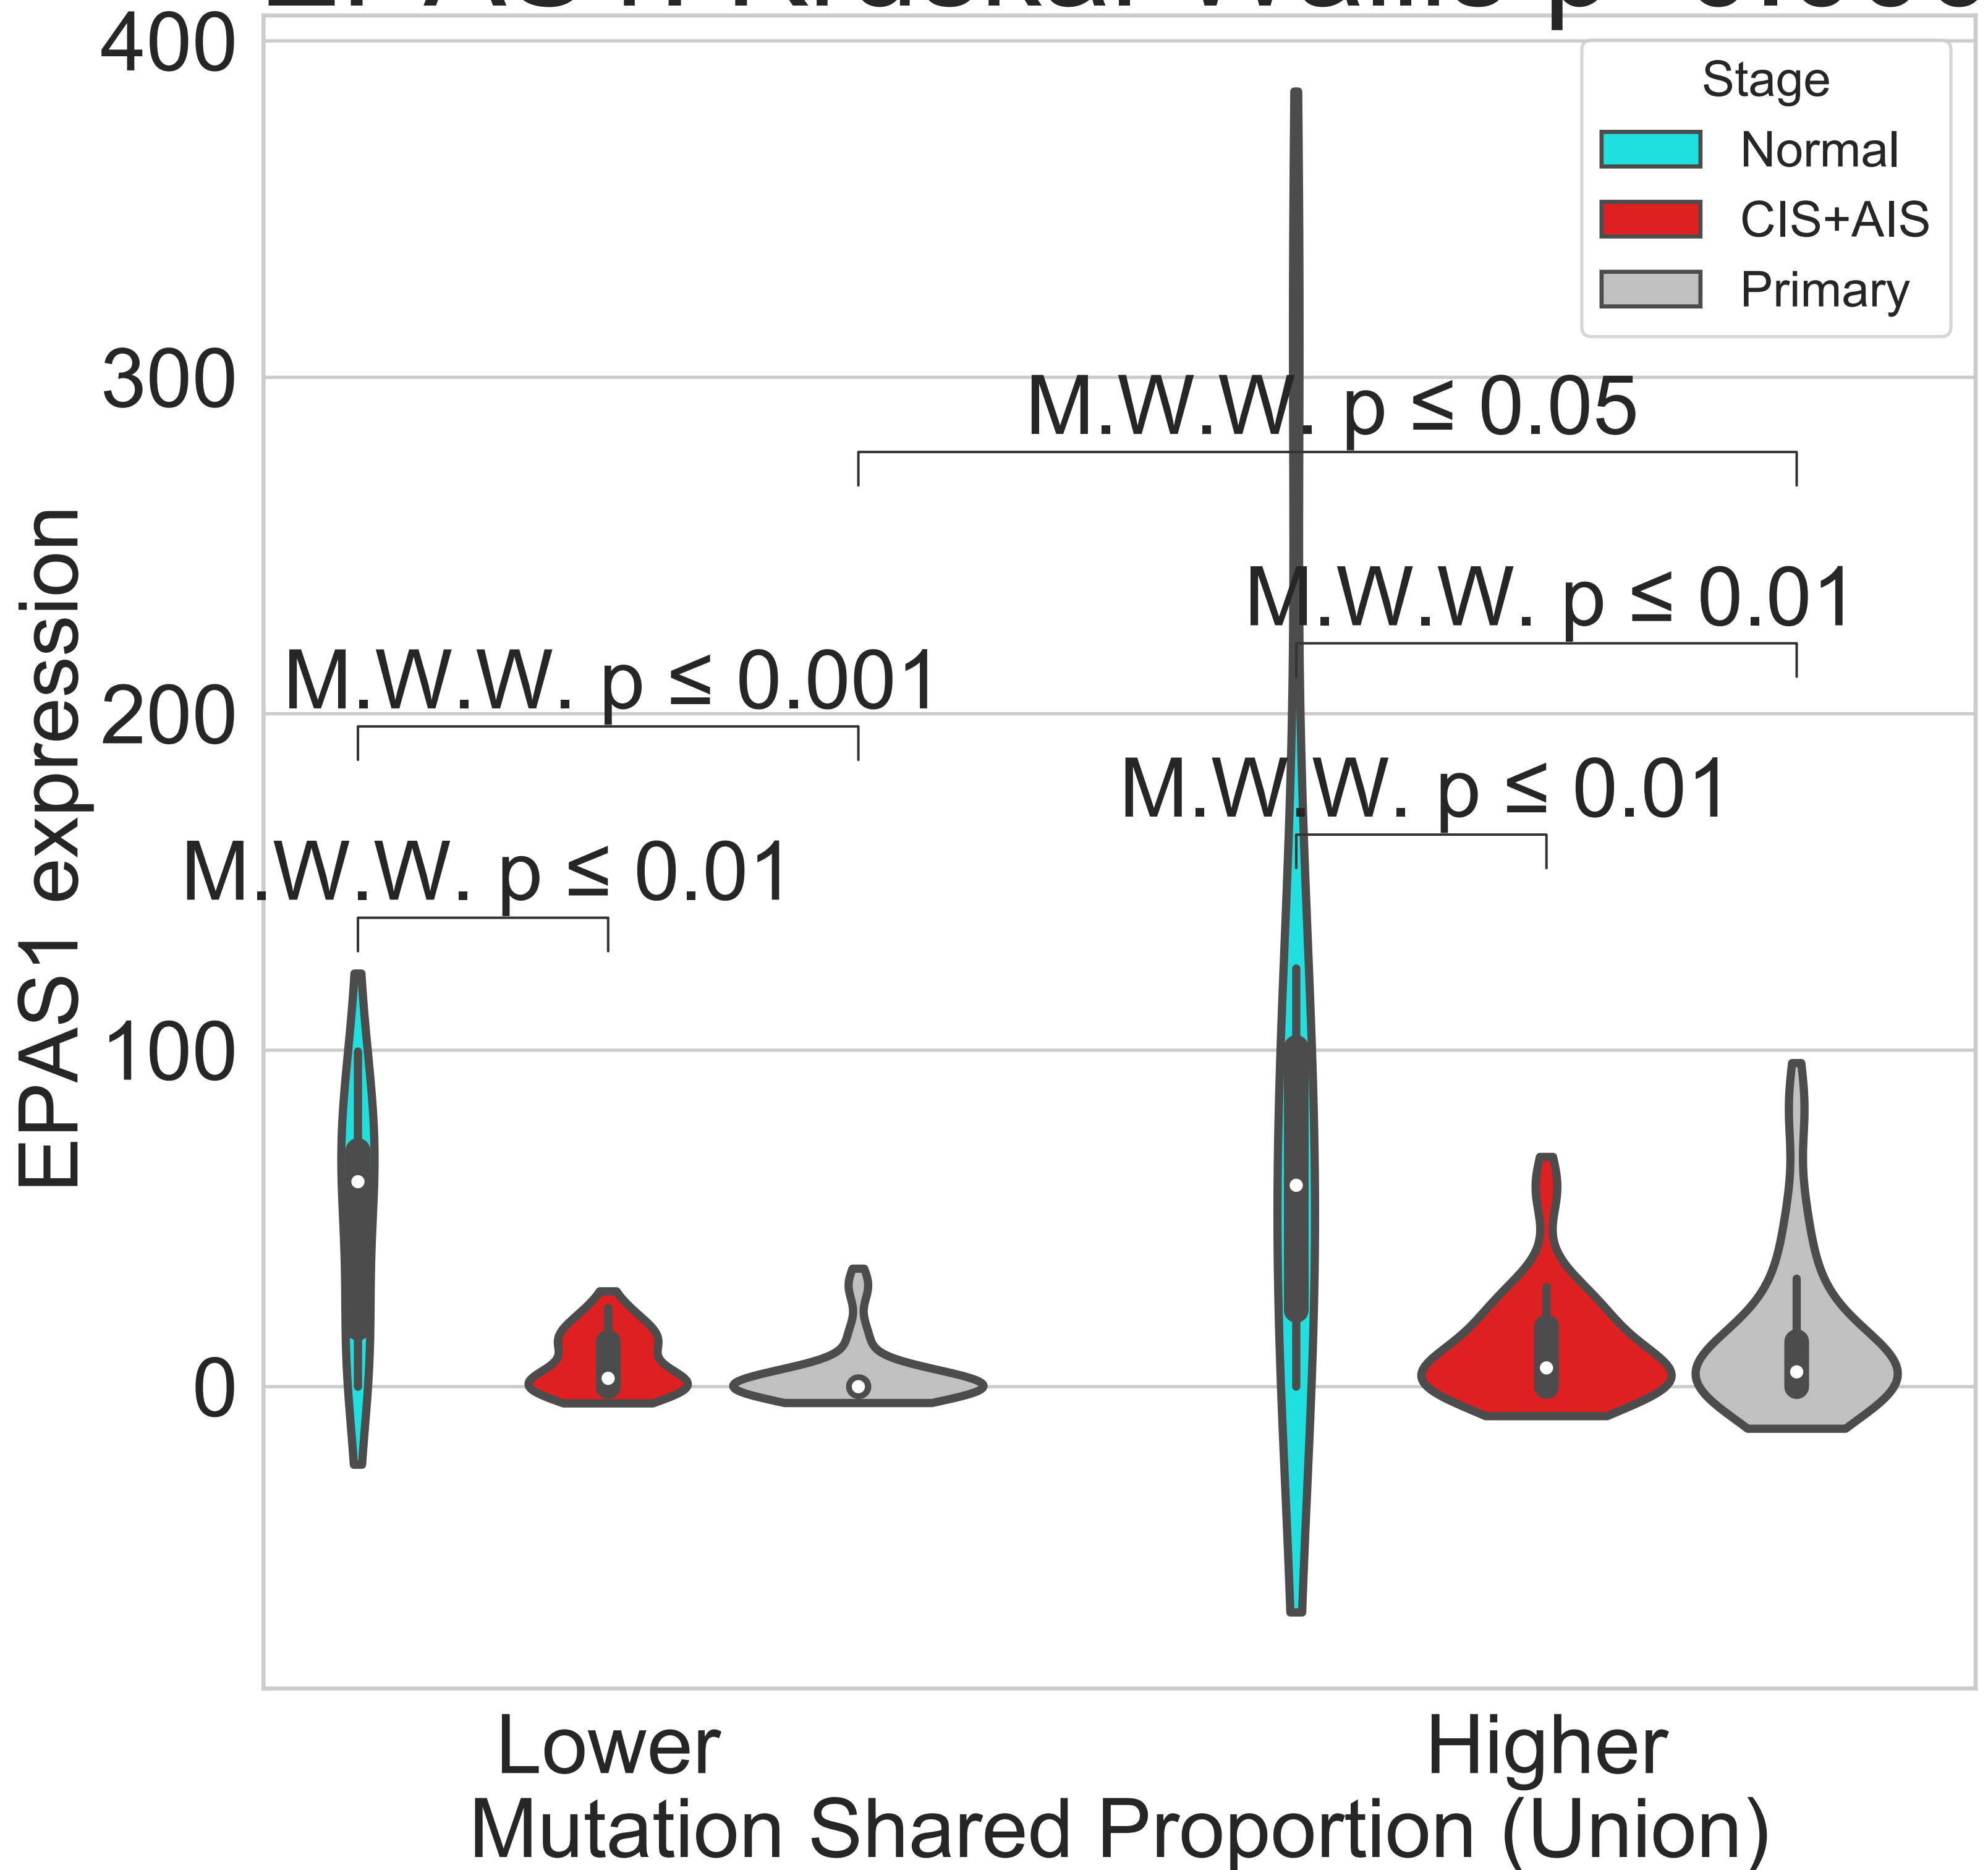 400
300
200
100
0
EPAS1 expression
Stage
Normal
CIS+AIS
Primary
M.W.W. p ≤ 0.05
M.W.W. p ≤ 0.01
M.W.W. p ≤ 0.001
M.W.W. p ≤ 0.01
M.W.W. p ≤ 0.01
Lower
Higher
Mutation Shared Proportion (Union)